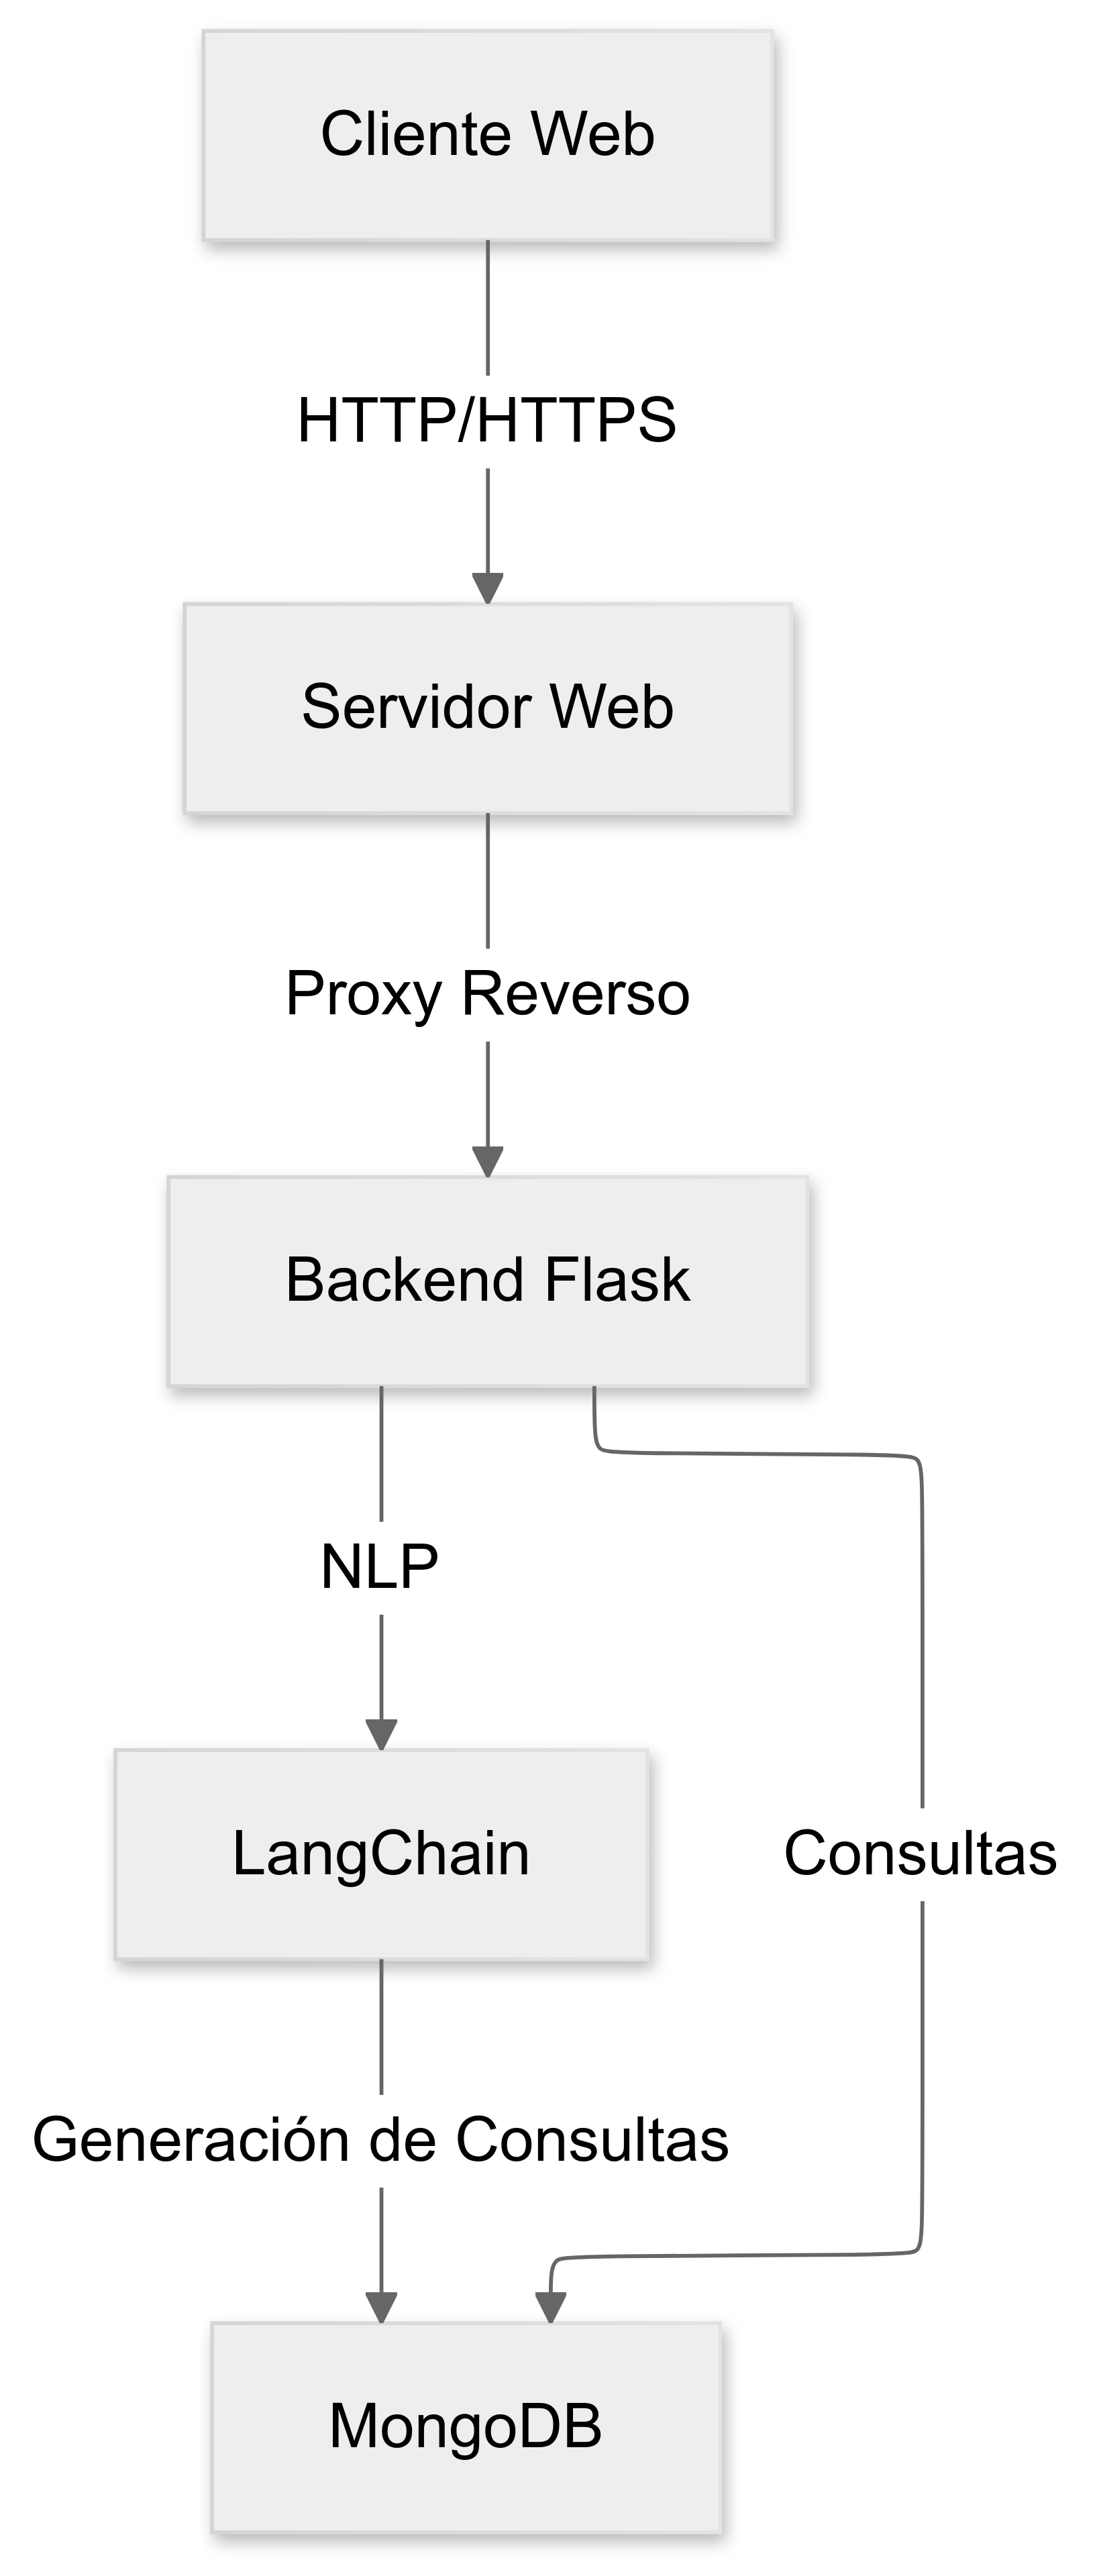 Cliente Web
HTTP/HTTPS
Servidor Web
Proxy Reverso
Backend Flask
NLP
LangChain
Consultas
Generación de Consultas
MongoDB